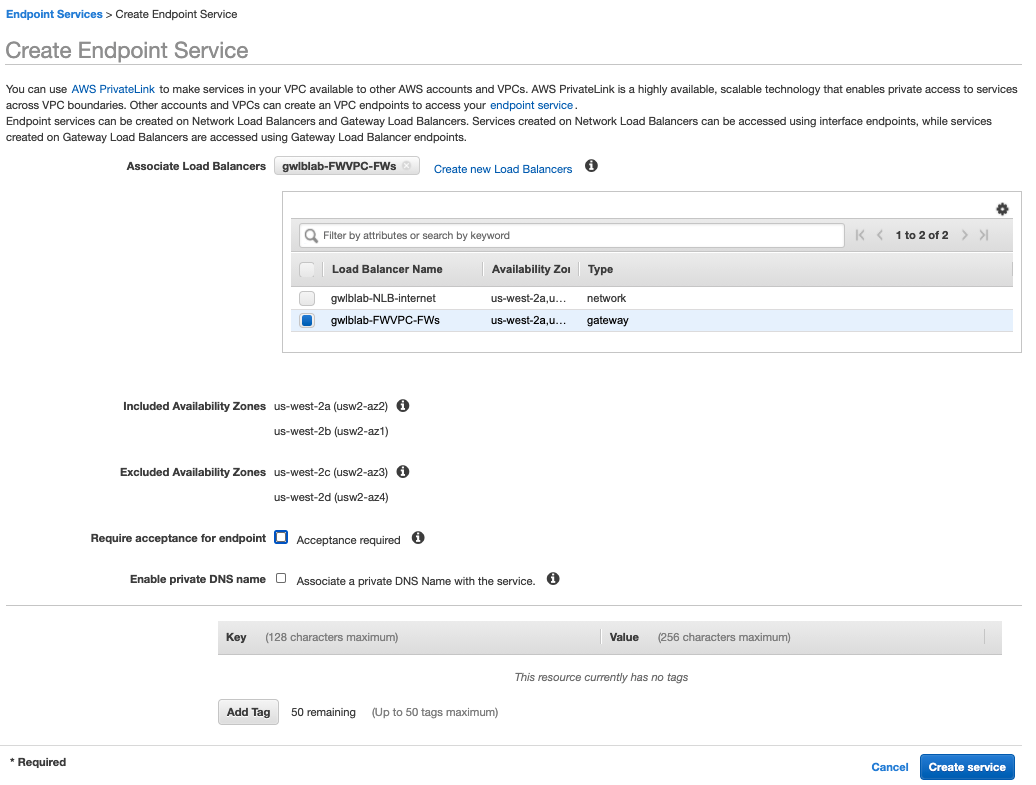 Endpoint Services > Create Endpoint Service
Create Endpoint Service
You can use AWS PrivateLink to make services in your VPC available to other AWS accounts and VPCs. AWS PrivateLink is a highly available, scalable technology that enables private access to services
across VPC boundaries. Other accounts and VPCs can create an VPC endpoints to access your endpoint service.
Endpoint services can be created on Network Load Balancers and Gateway Load Balancers. Services created on Network Load Balancers can be accessed using interface endpoints, while services
created on Gateway Load Balancers are accessed using Gateway Load Balancer endpoints.
Associate Load Balancers gwlblab-FWVPC-FWs Create new Load Balancers
Filter by attributes or search by keyword 1 to 2 of 2
Load Balancer Name Availability Zoi Type
gwlblab-NLB-internet us-west-2a,u... network
gwlblab-FWVPC-FWs us-west-2a,u... gateway
Included Availability Zones us-west-2a (usw2-az2)
us-west-2b (usw2-az1)
Excluded Availability Zones us-west-2c (usw2-az3)
us-west-2d (usw2-az4)
Require acceptance for endpoint Acceptance required
Enable private DNS name Associate a private DNS Name with the service.
Key (128 characters maximum) Value (256 characters maximum)
This resource currently has no tags
Add Tag 50 remaining (Up to 50 tags maximum)
* Required Cancel Create service